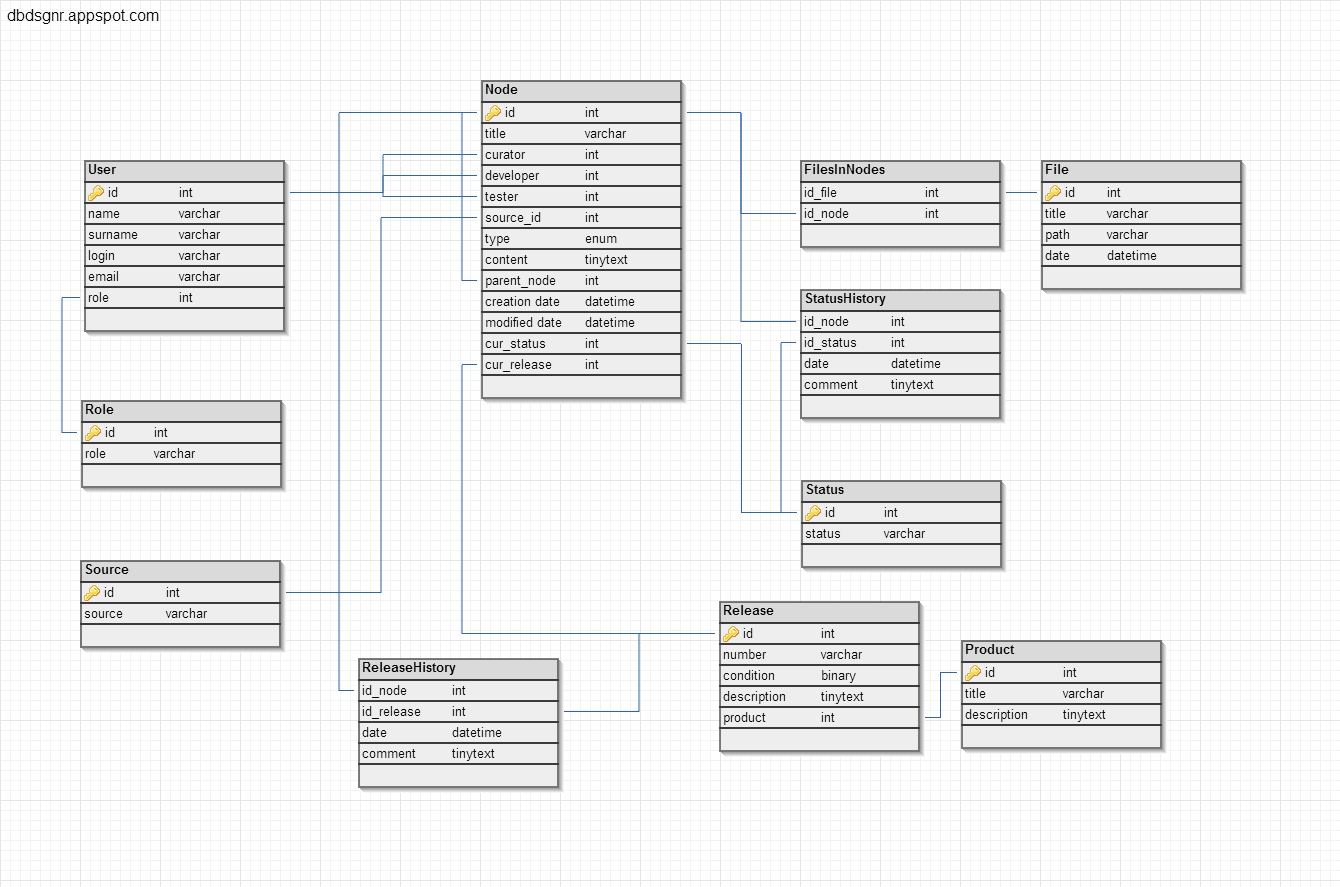 dbdsgnr.appspot.com
Node
id int
title varchar
curator int
developer int
tester int
source_id int
type enum
content tinytext
parent_node int
creation date datetime
modified date datetime
cur_status int
cur_release int
User
id int
name varchar
surname varchar
login varchar
email varchar
role int
FilesInNodes
id_file int
id_node int
File
id int
title varchar
path varchar
date datetime
StatusHistory
id_node int
id_status int
date datetime
comment tinytext
Role
id int
role varchar
Status
id int
status varchar
Source
id int
source varchar
Release
id int
number varchar
condition binary
description tinytext
product int
Product
id int
title varchar
description tinytext
ReleaseHistory
id_node int
id_release int
date datetime
comment tinytext